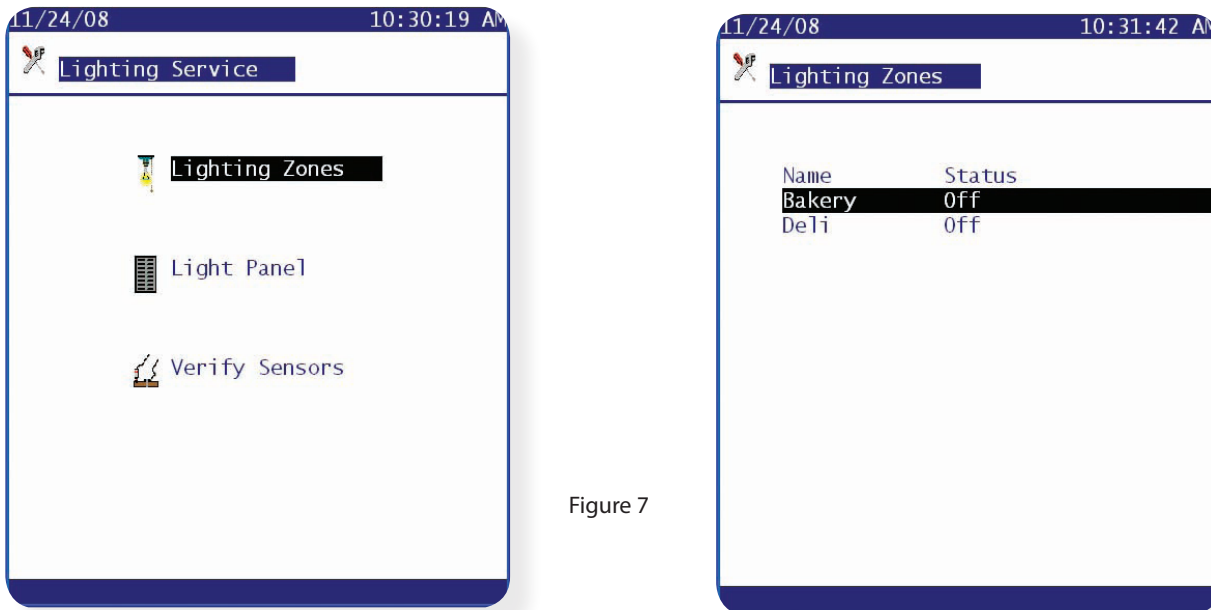 11/24/08 10:30:19 AM
Lighting Service
Lighting Zones
Light Panel
Verify Sensors
Figure 7
11/24/08 10:31:42 AM
Lighting Zones
Name Status
Bakery Off
Deli Off